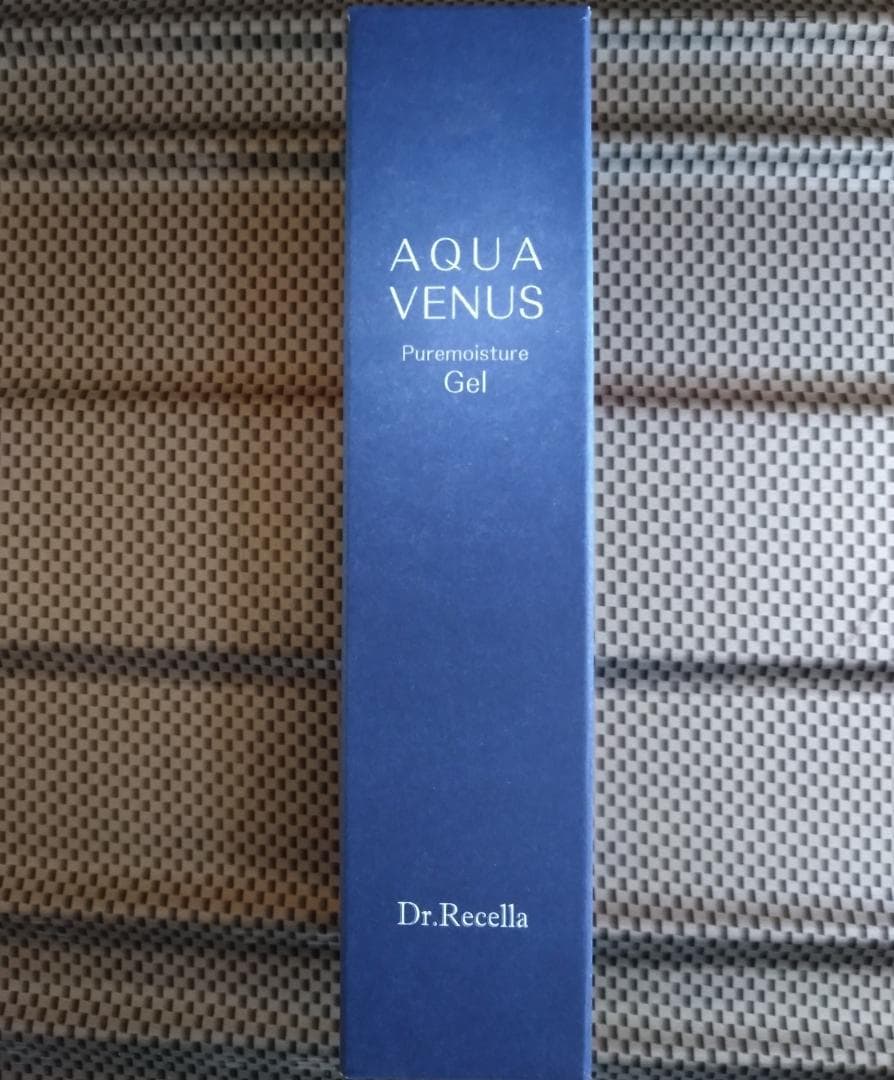 AQUA
VENUS
Puremoisture
Gel
Dr.Recella